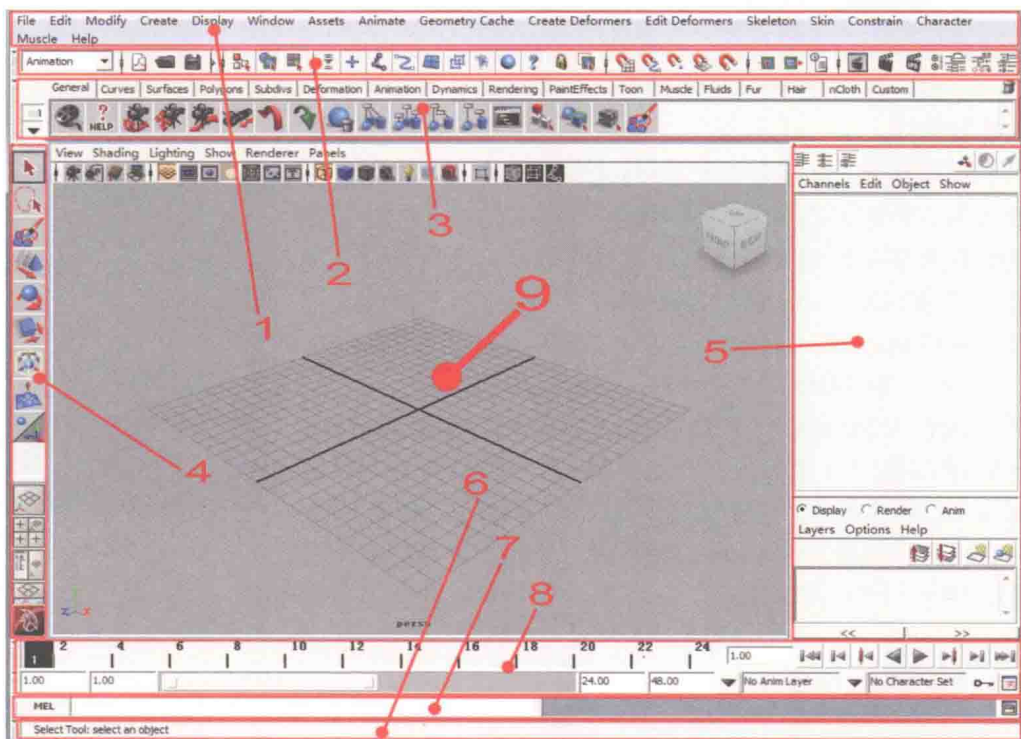 File Edit Modify Create Display Window Assets Animate Geometry Cache Create Deformers Edit Deformers Skeleton Skin Constrain Character
Muscle Help
Animation
General Curves Surfaces Polygons Subdivs Deformation Animation Dynamics Rendering PaintEffects Toon Muscle Fluids Fur Hair nCloth Custom
HELP
View Shading Lighting Show Renderer Panels
Channels Edit Object Show
3
2
1
9
5
4
6
7
8
Display Render Anim
Layers Options Help
persp
<< >>
2 4 6 8 10 12 14 16 18 20 22 24
1 1.00
1.00 1.00 24.00 48.00 No Anim Layer No Character Set
MEL
Select Tool: select an object